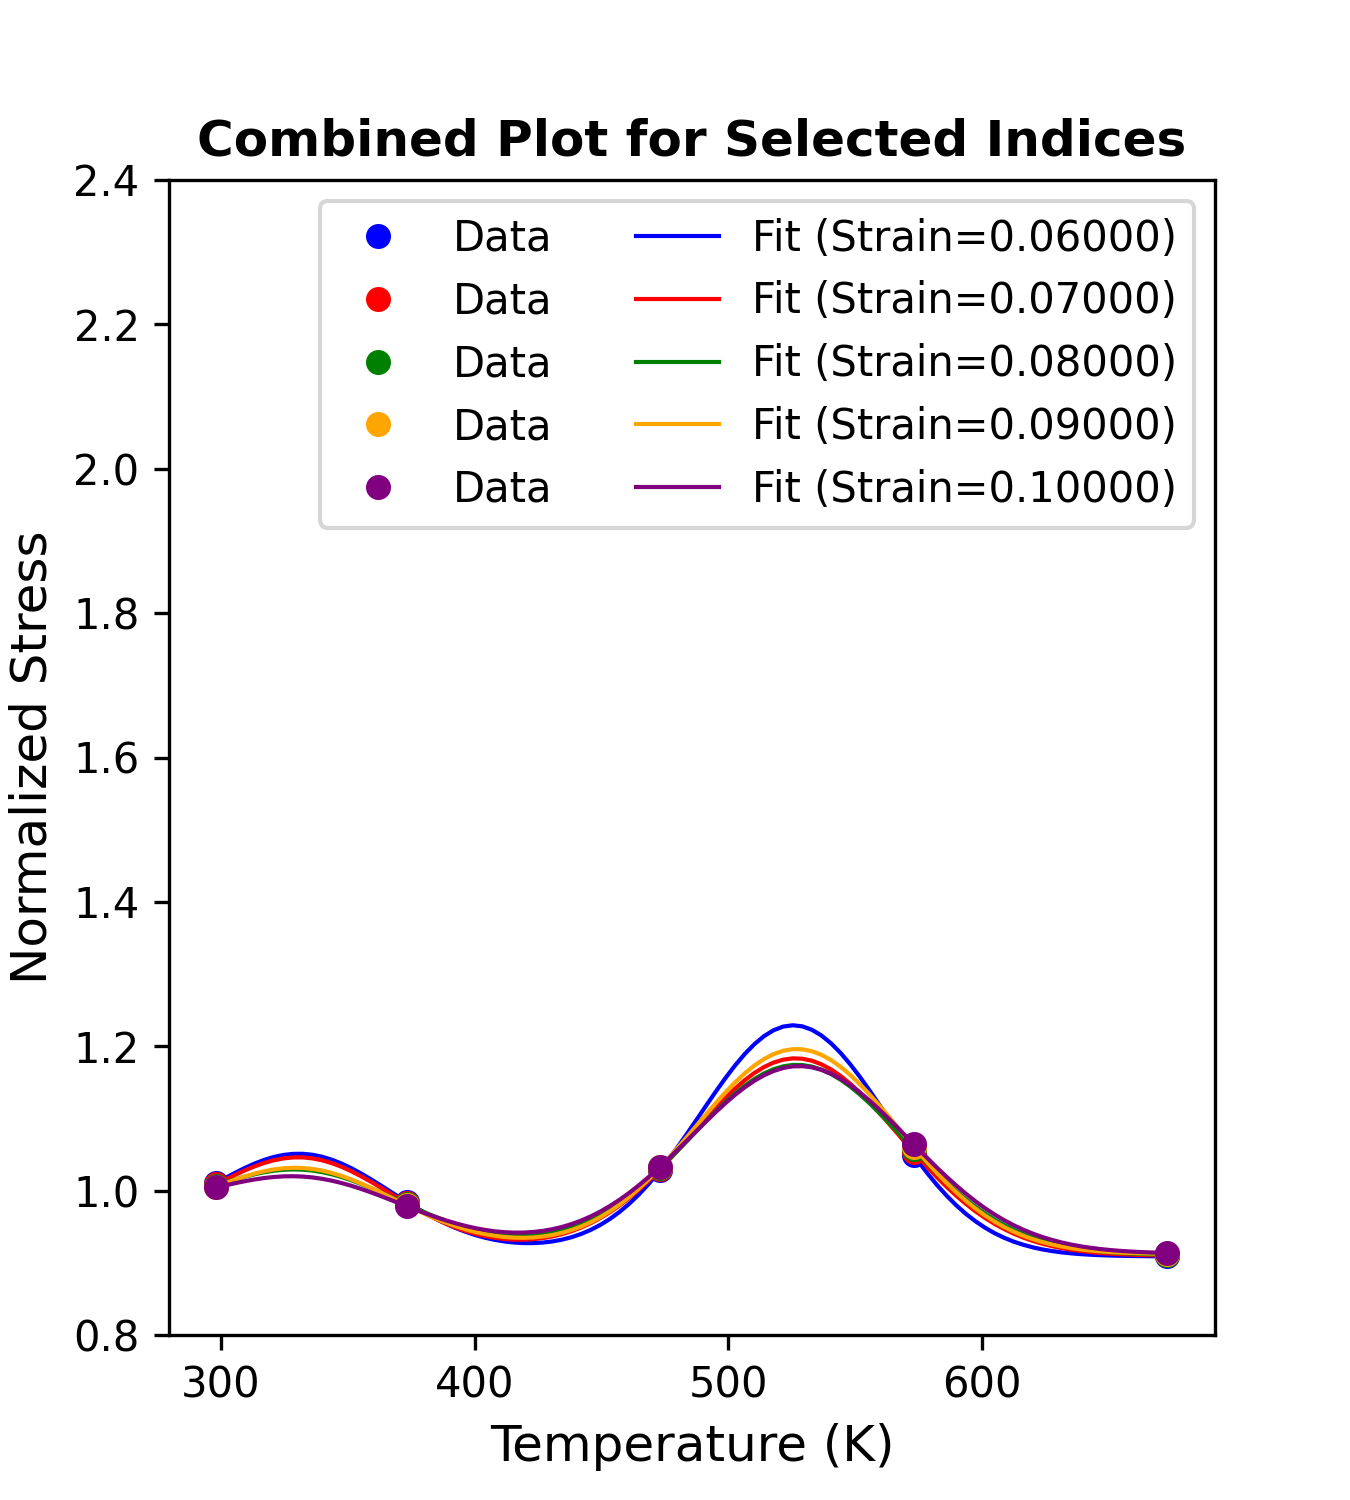 Combined Plot for Selected Indices
2.4
2.2
2.0
1.8
1.6
1.4
1.2
1.0
0.8
Normalized Stress
Data Fit (Strain=0.06000)
Data Fit (Strain=0.07000)
Data Fit (Strain=0.08000)
Data Fit (Strain=0.09000)
Data Fit (Strain=0.10000)
300 400 500 600
Temperature (K)